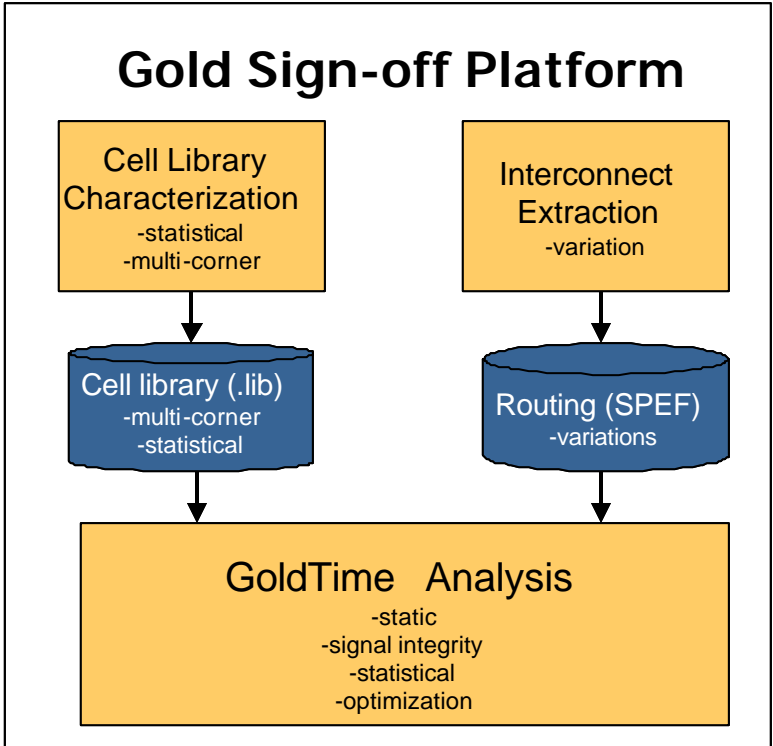 Gold Sign-off Platform
Cell Library
Characterization
-statistical
-multi-corner
Interconnect
Extraction
-variation
Cell library (.lib)
-multi-corner
-statistical
Routing (SPEF)
-variations
GoldTime Analysis
-static
-signal integrity
-statistical
-optimization